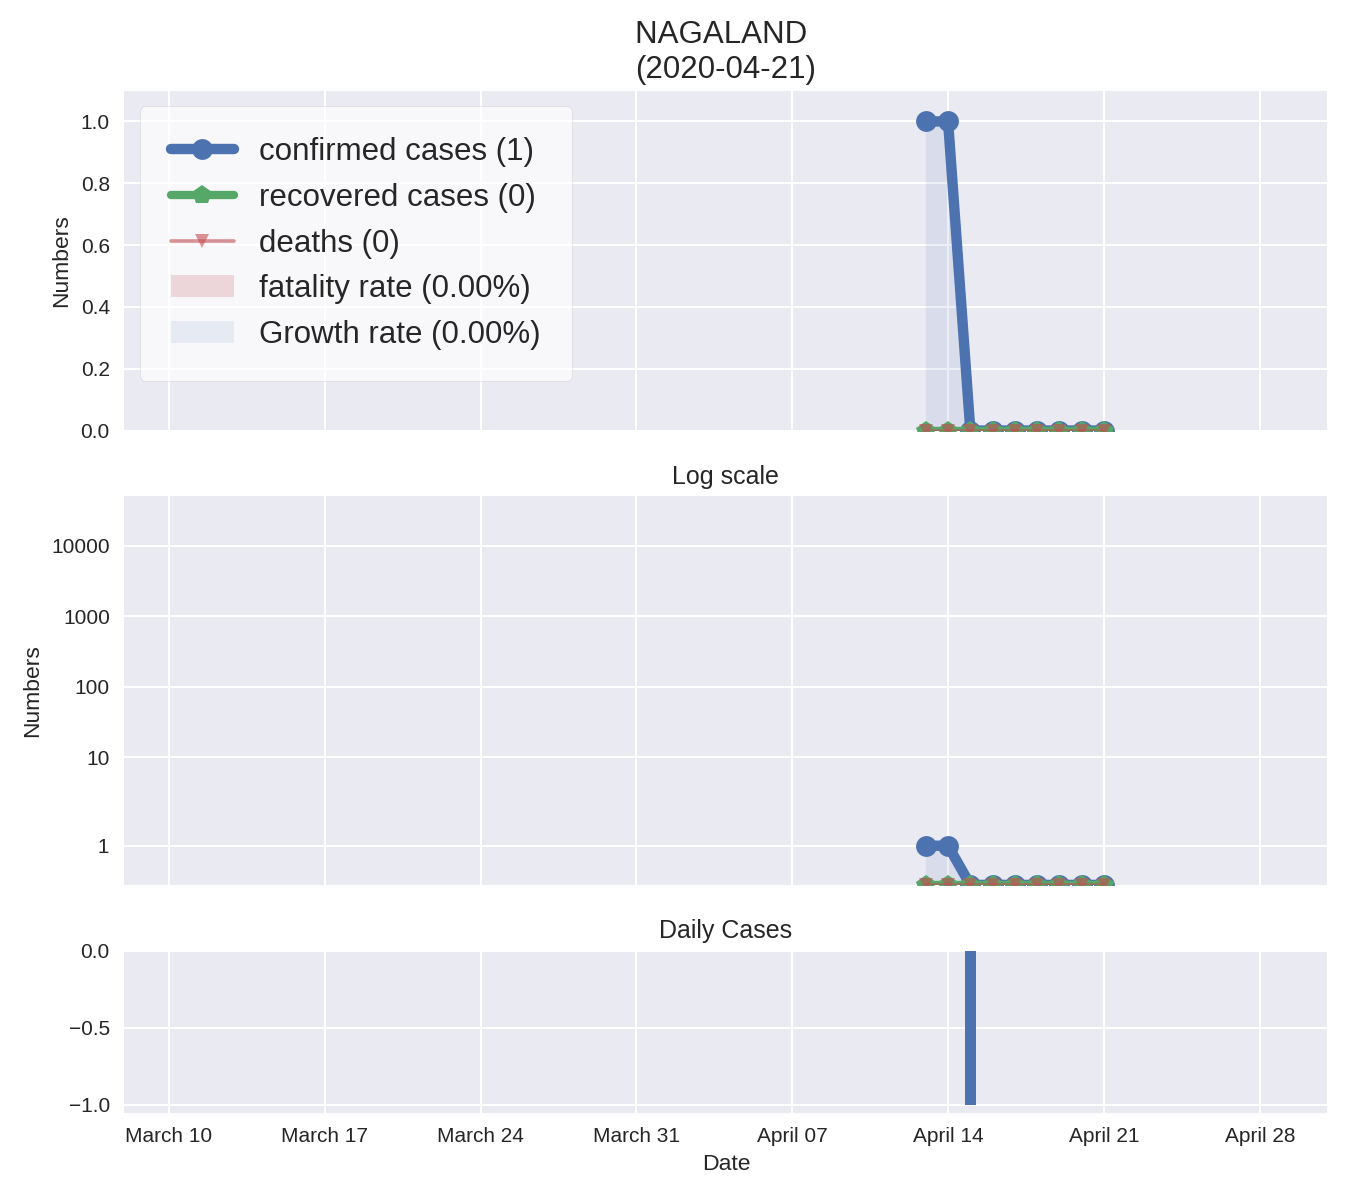 NAGALAND
(2020-04-21)
1.0
0.8
0.6
0.4
0.2
0.0
Numbers
confirmed cases (1)
recovered cases (0)
deaths (0)
fatality rate (0.00%)
Growth rate (0.00%)
Log scale
10000
1000
100
10
1
Numbers
Daily Cases
0.0
−0.5
−1.0
March 10 March 17 March 24 March 31 April 07 April 14 April 21 April 28
Date